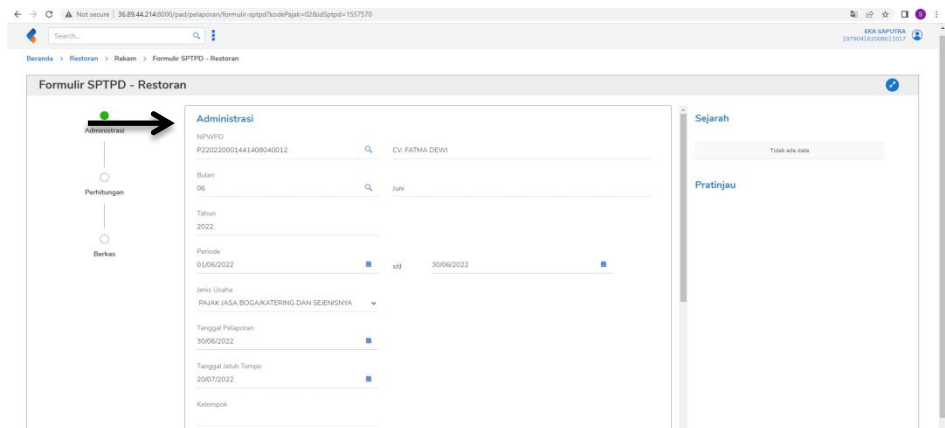 Not secure | 36.89.44.214:8000/pad/pelaporan/formulir-sptpd?kodePajak=02&idSptpd=1557570
Search...
EKA SAPUTRA
Beranda > Restoran > Rekam > Formulir SPTPD - Restoran
Formulir SPTPD - Restoran
Administrasi
Perhitungan
Berkas
Administrasi
NPWPD
P220220001441408040012 CV. FATMA DEWI
Bulan
06 Juni
Tahun
2022
Periode
01/06/2022 s/d 30/06/2022
Jenis Usaha
PAJAK JASA BOGA/KATERING DAN SEJENISNYA
Tanggal Pelaporan
30/06/2022
Tanggal Jatuh Tempo
20/07/2022
Kelompok
Sejarah
Tidak ada data
Pratinjau